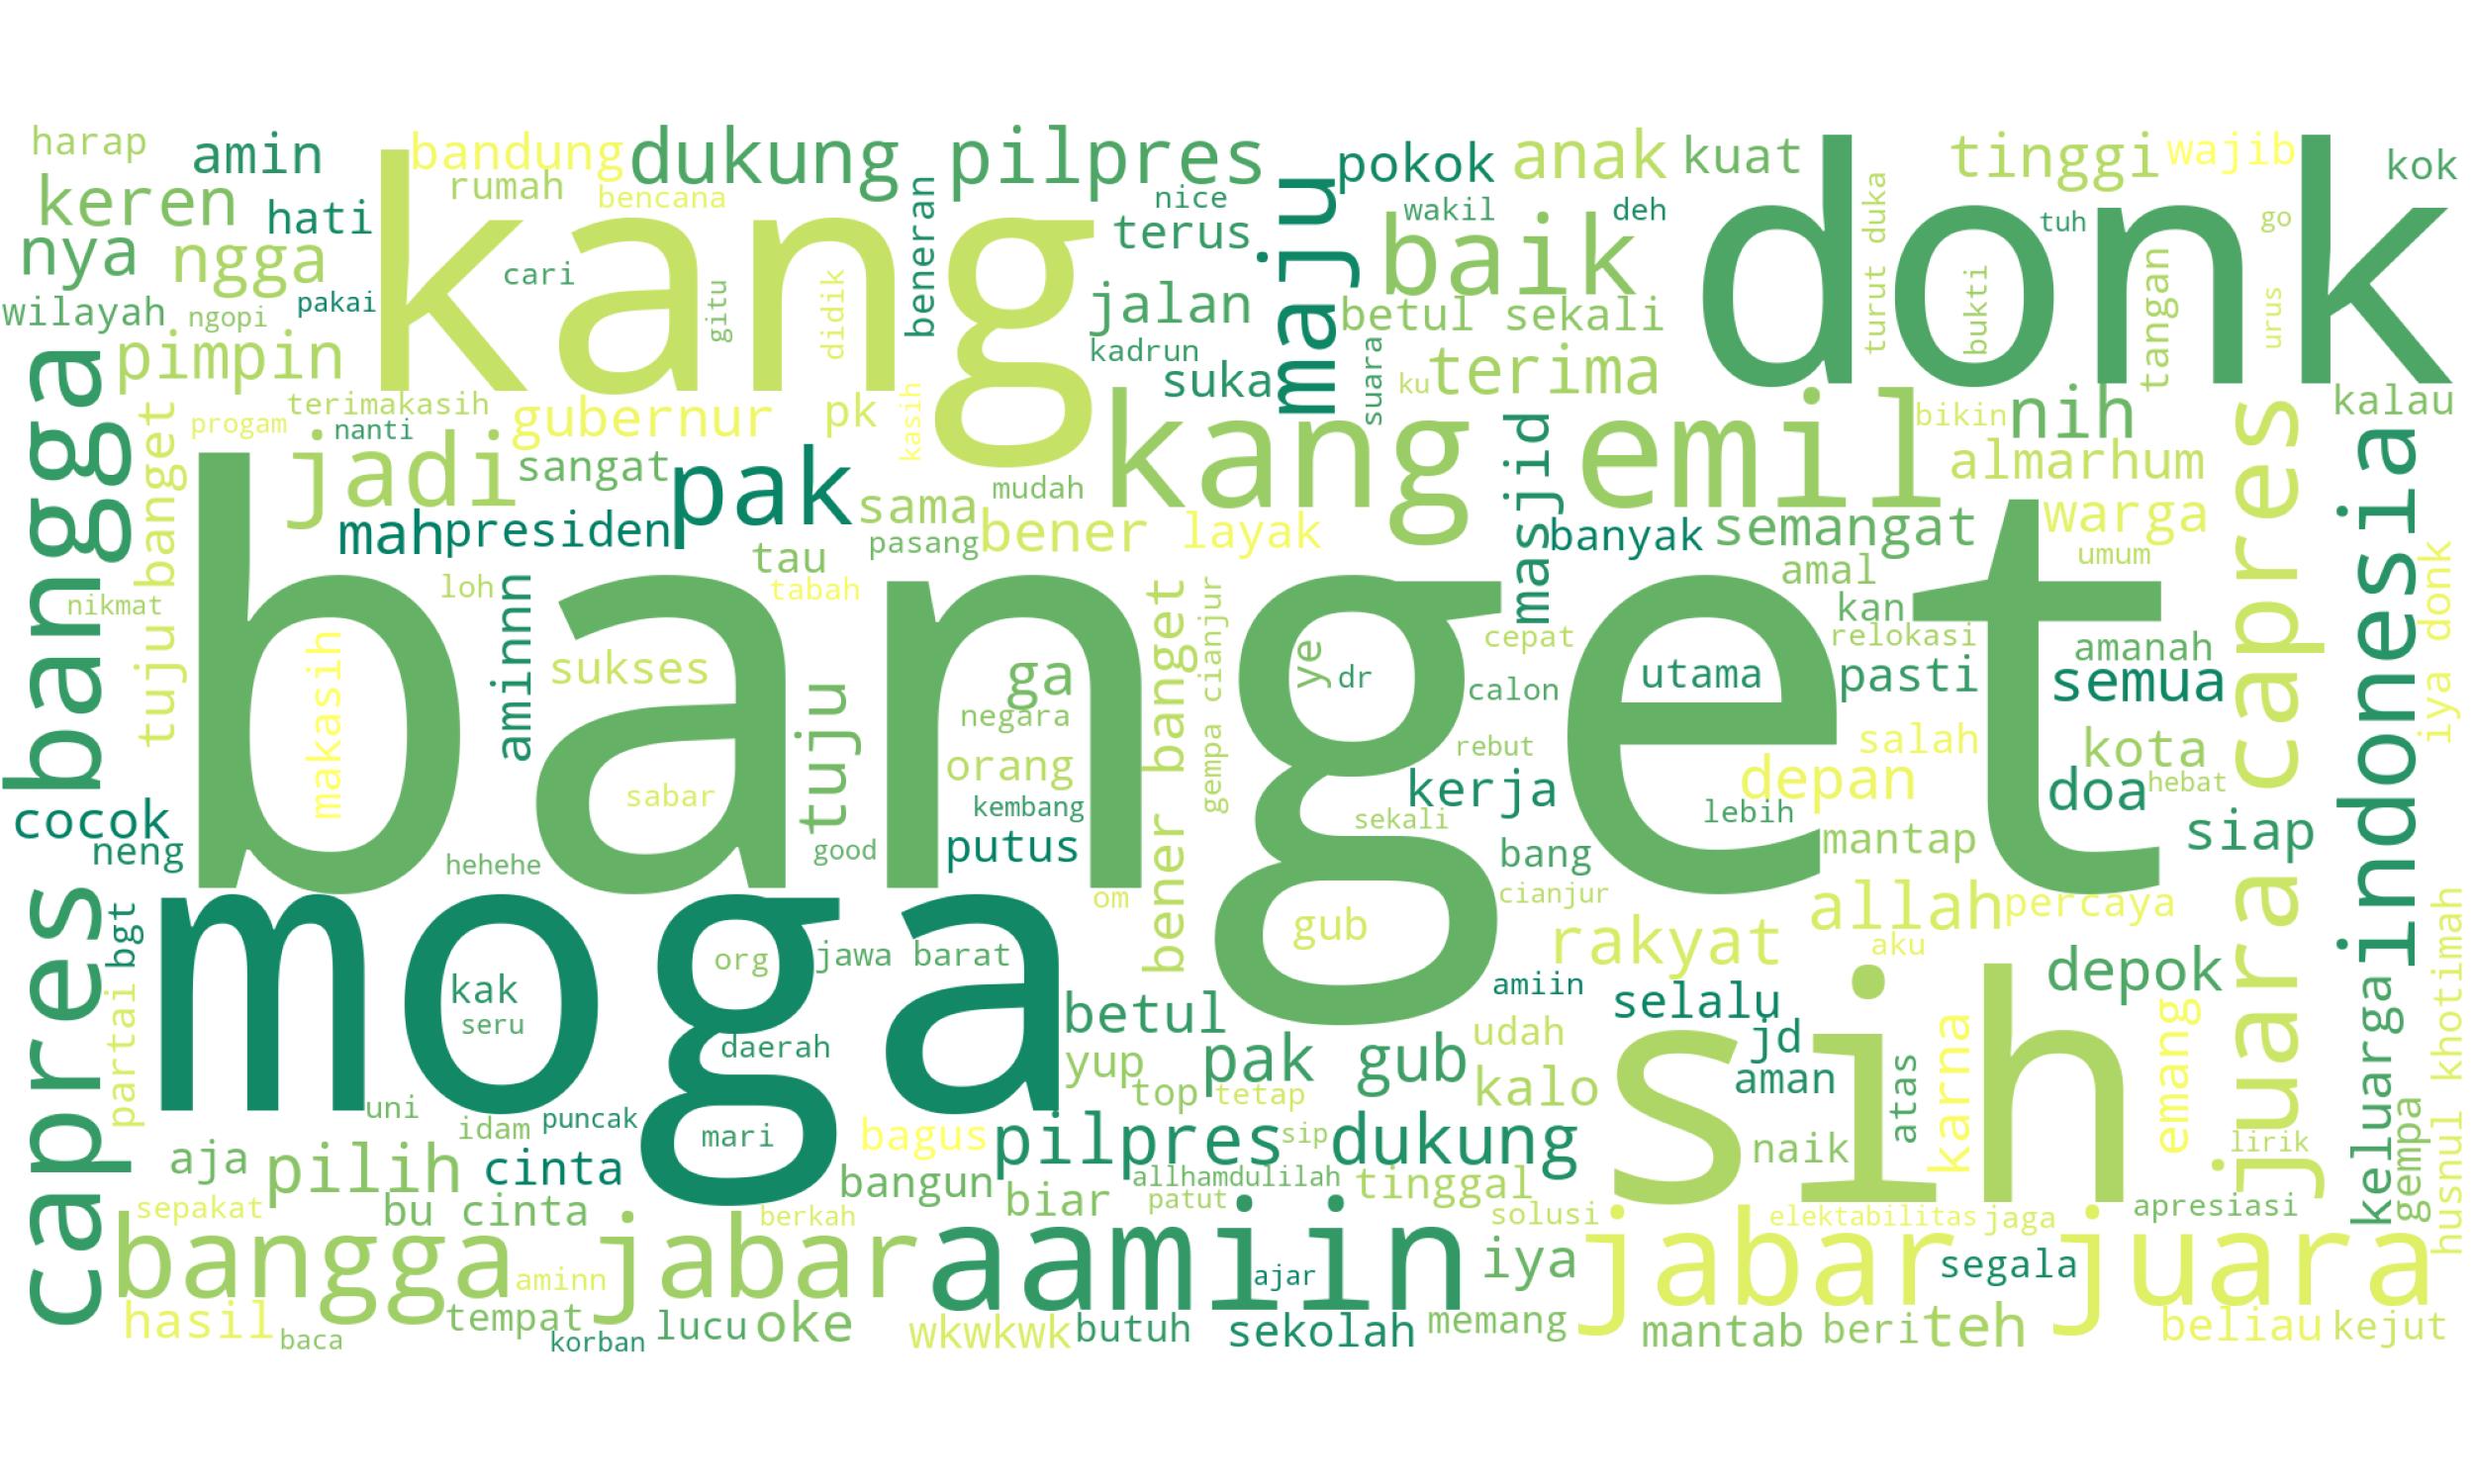 harap
amin
bandung
dukung pilpres
pokok
anak
kuat
tinggi
wajib
kok
keren
hati
rumah
bencana
nice
wakil
deh
tuh
go
nya
ngga
kang
beneran
terus
maju
baik
donk
turut duka
bukti
tangan
urus
wilayah
ngopi
pakai
cari
gitu
didik
jalan
betul sekali
pimpin
kadrun
suka
suara
ku
terima
bangga
tuju banget
progam
terimakasih
nanti
gubernur
pk
kasih
kang emil
bikin
nih
kalau
jadi
sangat
pak
sama
mudah
masjid
almarhum
capres
indonesia
mah
presiden
tau
pasang
bener
layak
banyak
semangat
warga
nikmat
loh
aminnn
tabah
amal
umum
iya donk
banget
makasih
sukses
tuju
ga
negara
bener banget
gempa cianjur
ye
dr
cepat
calon
kan
relokasi
utama
pasti
amanah
semua
orang
sabar
kembang
rebut
kerja
sekali
lebih
depan
salah
kota
doa
hebat
cocok
neng
hehehe
good
putus
bang
mantap
siap
capres
bgt
partai
moga
om
cianjur
gub
rakyat
allah
percaya
aku
juara
husnul khotimah
kak
seru
org
jawa barat
amiin
selalu
sih
depok
keluarga
daerah
betul
yup
pak gub
udah
jd
aman
atas
karna
emang
gempa
uni
idam
puncak
mari
top
tetap
kalo
aja
pilih
cinta
bagus
pilpres
sip
dukung
naik
lirik
sepakat
bu cinta
berkah
bangun
biar
allhamdulilah
patut
tinggal
solusi
elektabilitas
jaga
apresiasi
bangga
aminn
jabar
aamiin
ajar
iya
jabar juara
segala
hasil
baca
tempat
korban
lucu
oke
wkwkwk
butuh
sekolah
memang
mantab
beri
teh
beliau
kejut